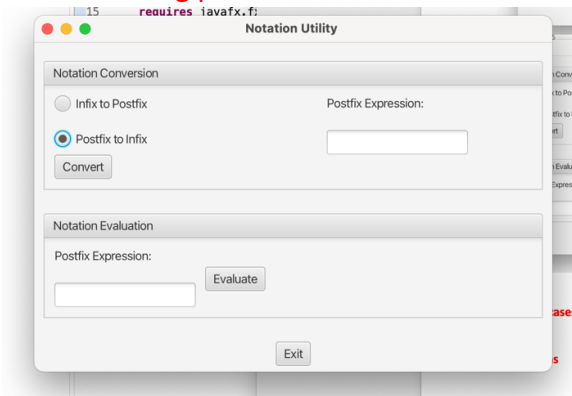 15 requires javafx.f
Notation Utility
Notation Conversion
Infix to Postfix
Postfix Expression:
Postfix to Infix
Convert
Notation Evaluation
Postfix Expression:
Evaluate
Exit